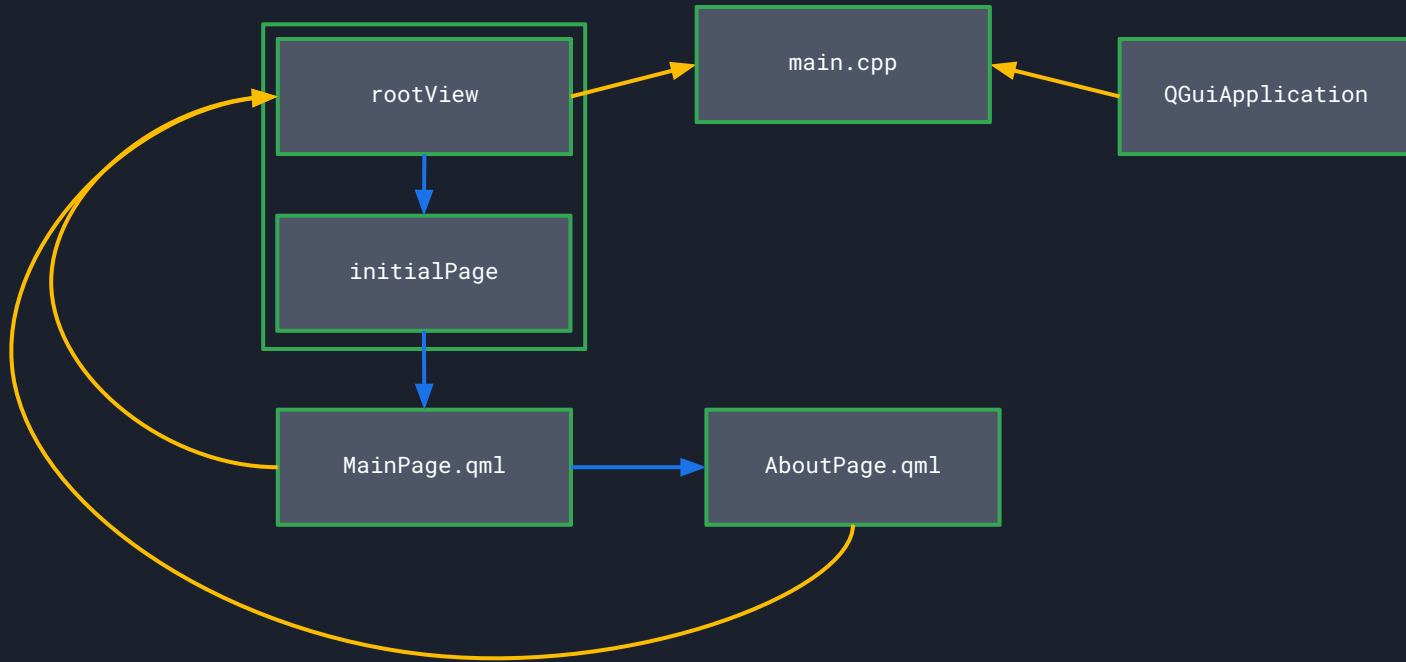 main.cpp
rootView
QGuiApplication
initialPage
MainPage.qml
AboutPage.qml